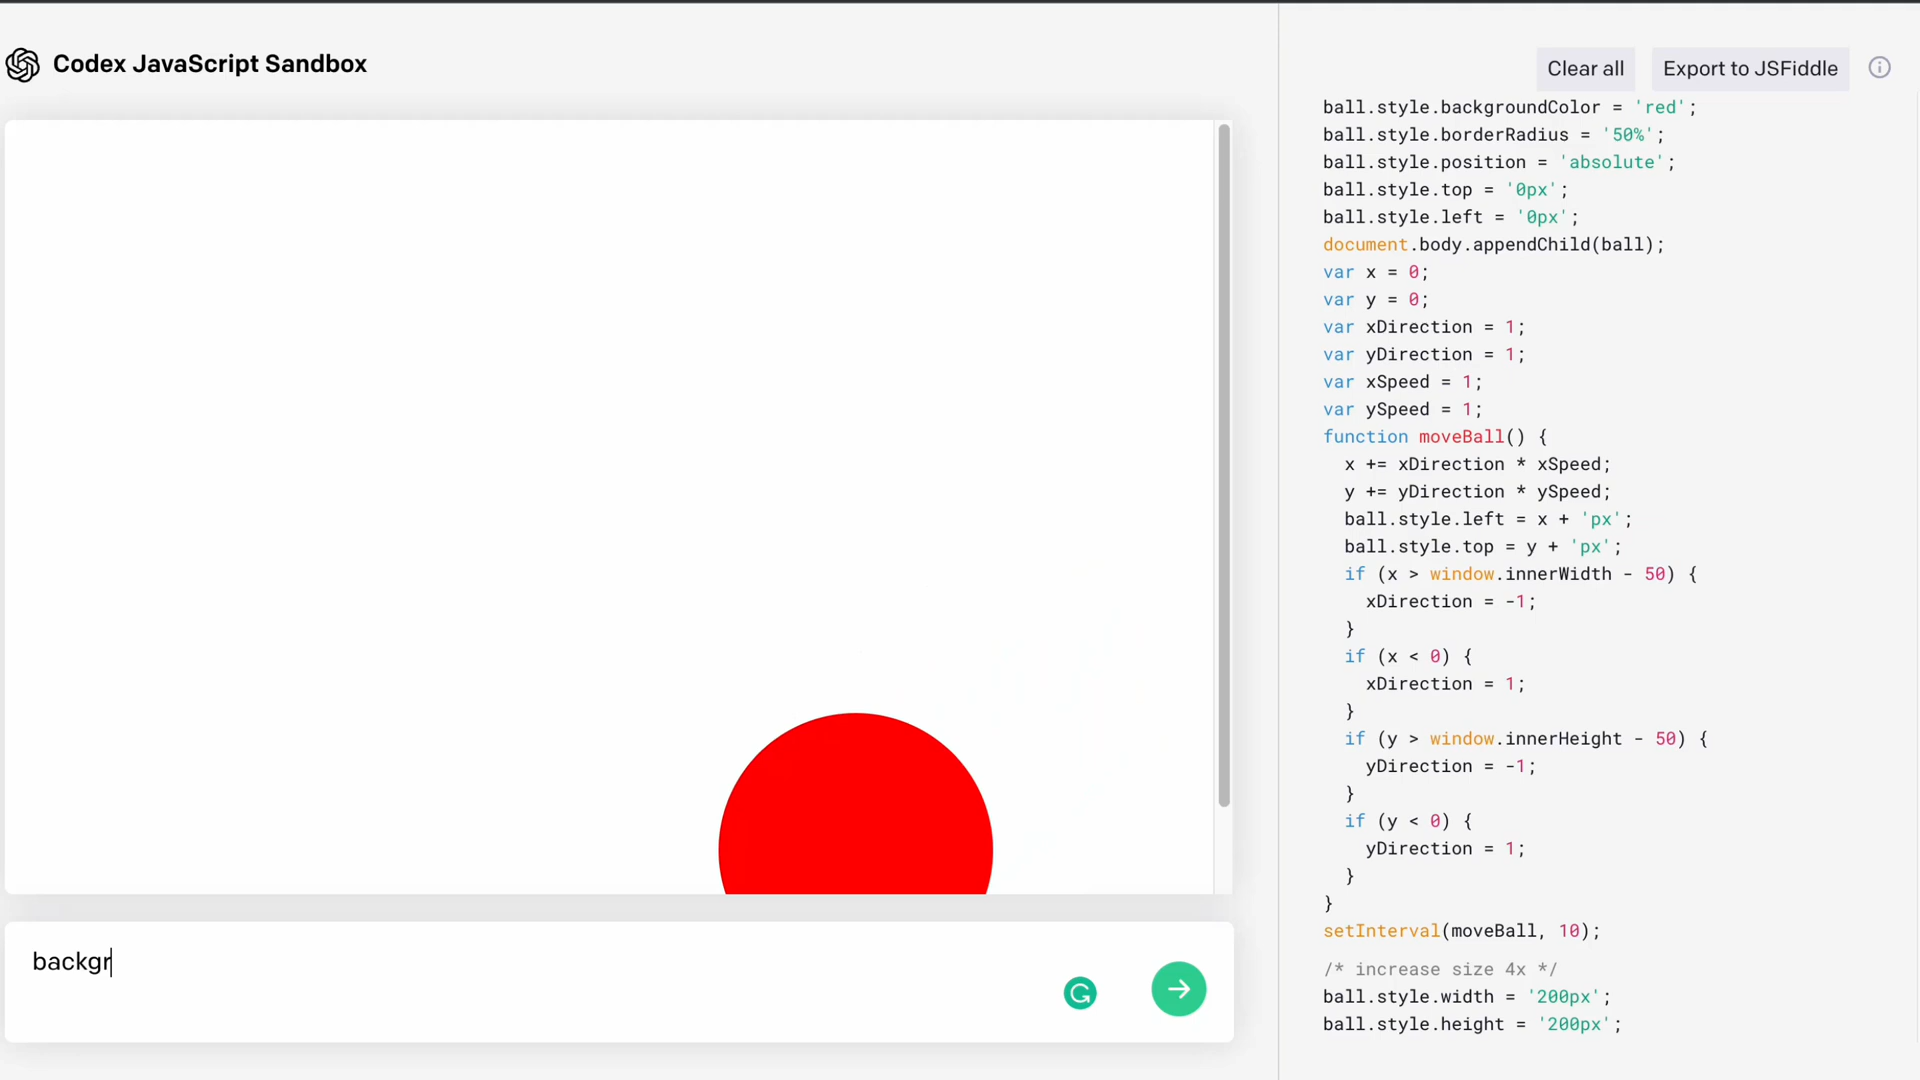 Codex JavaScript Sandbox
Clear all
Export to JSFiddle
backgr
ball.style.backgroundColor = 'red';
ball.style.borderRadius = '50%';
ball.style.position = 'absolute';
ball.style.top = '0px';
ball.style.left = '0px';
document.body.appendChild(ball);
var x = 0;
var y = 0;
var xDirection = 1;
var yDirection = 1;
var xSpeed = 1;
var ySpeed = 1;
function moveBall() {
  x += xDirection * xSpeed;
  y += yDirection * ySpeed;
  ball.style.left = x + 'px';
  ball.style.top = y + 'px';
  if (x > window.innerWidth - 50) {
    xDirection = -1;
  }
  if (x < 0) {
    xDirection = 1;
  }
  if (y > window.innerHeight - 50) {
    yDirection = -1;
  }
  if (y < 0) {
    yDirection = 1;
  }
}
setInterval(moveBall, 10);
/* increase size 4x */
ball.style.width = '200px';
ball.style.height = '200px';